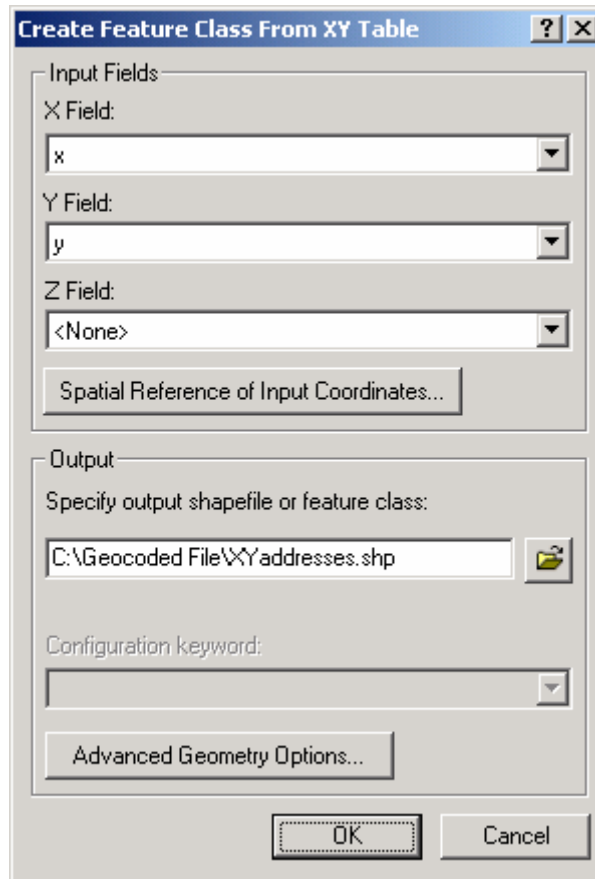 Create Feature Class From XY Table
Input Fields
X Field:
x
Y Field:
y
Z Field:
<None>
Spatial Reference of Input Coordinates...
Output
Specify output shapefile or feature class:
C:\Geocoded File\XYaddresses.shp
Configuration keyword:
Advanced Geometry Options...
OK Cancel